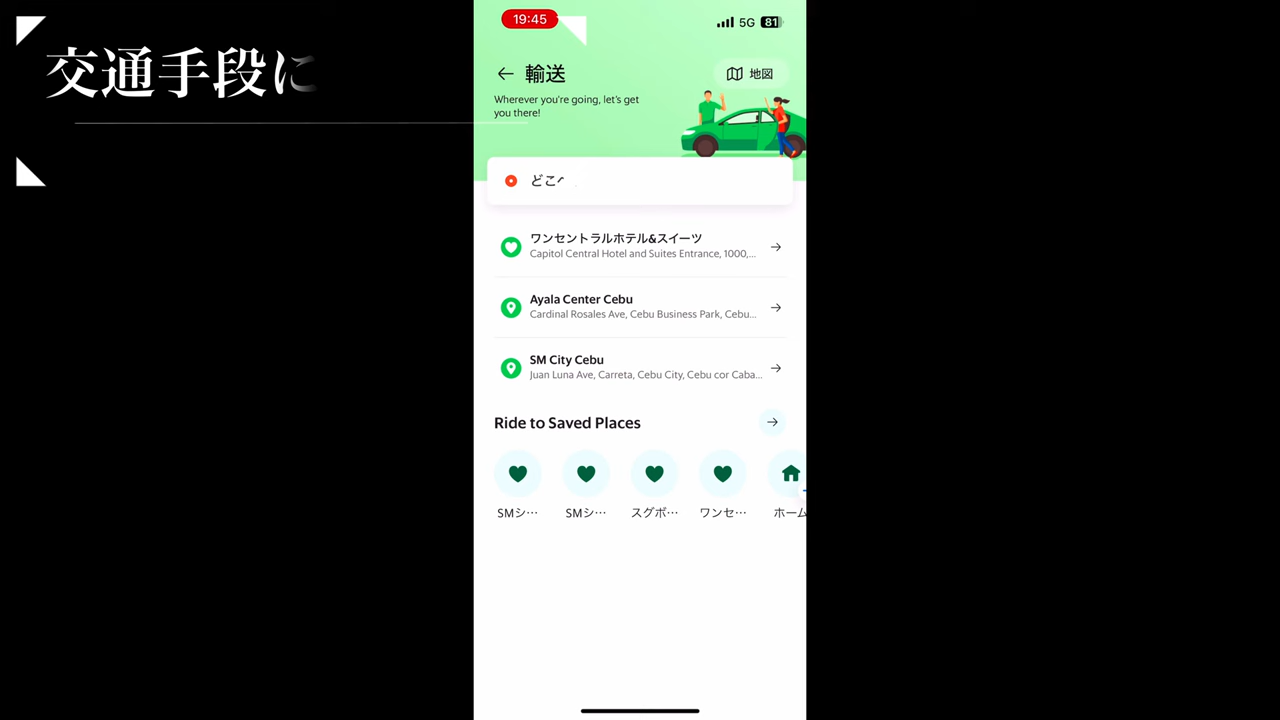 交通手段に
19:45
5G 81
輸送
地図
Wherever you're going, let's get
you there!
どこへ
ワンセントラルホテル&スイーツ
Capitol Central Hotel and Suites Entrance, 1000,...
Ayala Center Cebu
Cardinal Rosales Ave, Cebu Business Park, Cebu...
SM City Cebu
Juan Luna Ave, Carreta, Cebu City, Cebu cor Caba...
Ride to Saved Places
SMシ…
SMシ…
スグボ…
ワンセ…
ホーム